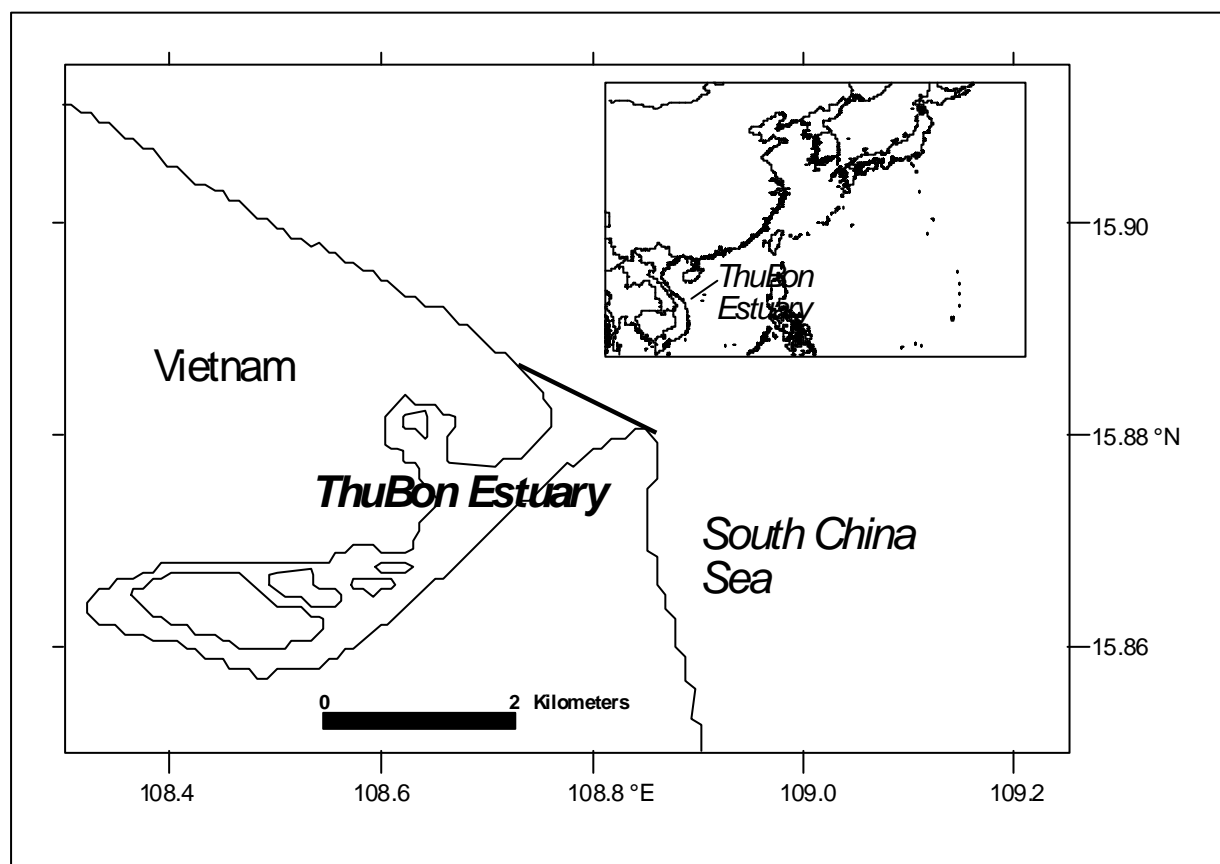 ThuBon
Estuary
15.90
Vietnam
15.88 °N
ThuBon Estuary
South China
Sea
15.86
0 2 Kilometers
108.4 108.6 108.8 °E 109.0 109.2